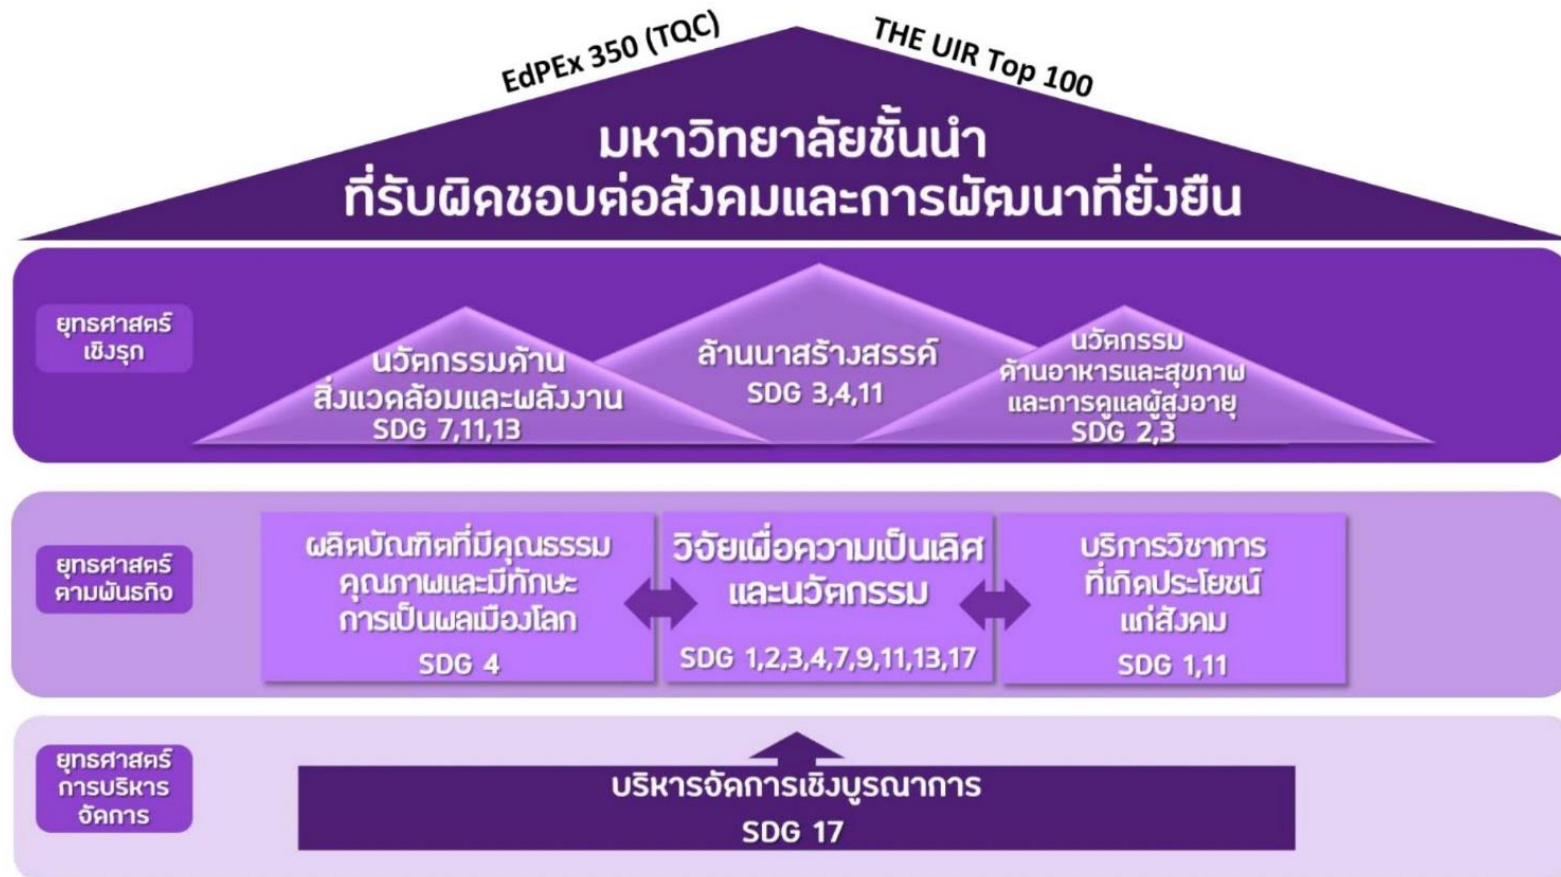 EdPEx 350 (TQC)
THE UIR Top 100
มหาวิทยาลัยชั้นนำ
ที่รับผิดชอบต่อสังคมและการพัฒนาที่ยั่งยืน
ยุทธศาสตร์
เชิงรุก
นวัตกรรมด้าน
สิ่งแวดล้อมและพลังงาน
SDG 7,11,13
ล้านนาสร้างสรรค์
SDG 3,4,11
นวัตกรรม
ด้านอาหารและสุขภาพ
และการดูแลผู้สูงอายุ
SDG 2,3
ยุทธศาสตร์
ตามพันธกิจ
ผลิตบัณฑิตที่มีคุณธรรม
คุณภาพและมีทักษะ
การเป็นพลเมืองโลก
SDG 4
วิจัยเพื่อความเป็นเลิศ
และนวัตกรรม
SDG 1,2,3,4,7,9,11,13,17
บริการวิชาการ
ที่เกิดประโยชน์
แก่สังคม
SDG 1,11
ยุทธศาสตร์
การบริหาร
จัดการ
บริหารจัดการเชิงบูรณาการ
SDG 17